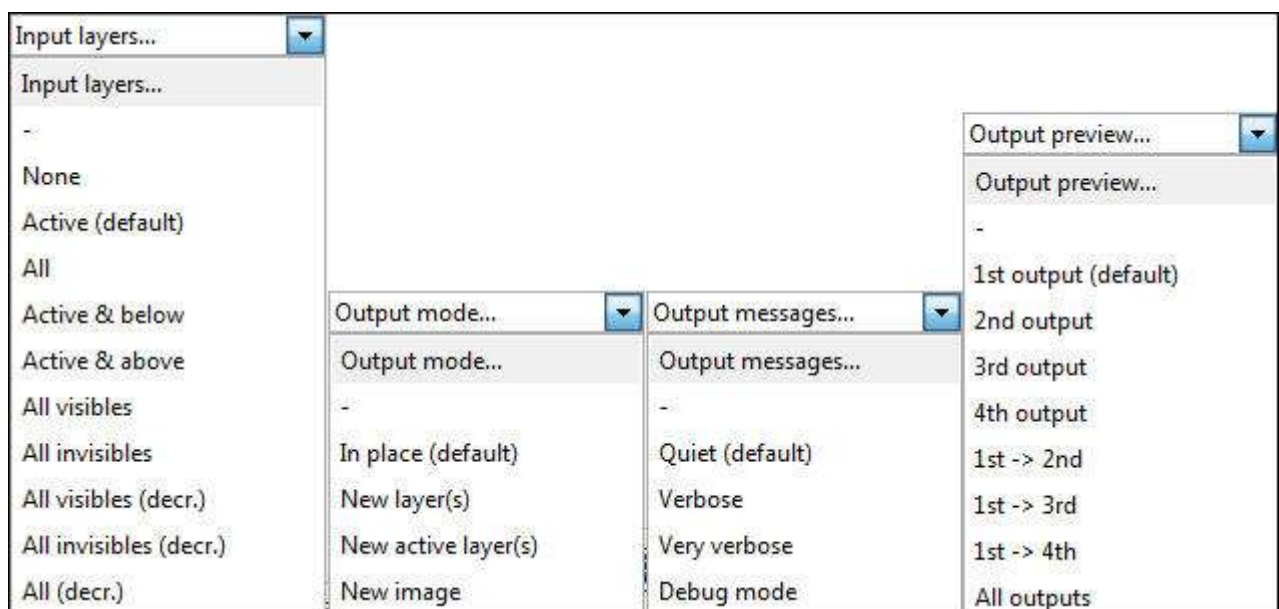 Input layers...
Input layers...
-
None
Active (default)
All
Active & below
Active & above
All visibles
All invisibles
All visibles (decr.)
All invisibles (decr.)
All (decr.)
Output mode...
Output mode...
-
In place (default)
New layer(s)
New active layer(s)
New image
Output messages...
Output messages...
-
Quiet (default)
Verbose
Very verbose
Debug mode
Output preview...
Output preview...
-
1st output (default)
2nd output
3rd output
4th output
1st -> 2nd
1st -> 3rd
1st -> 4th
All outputs